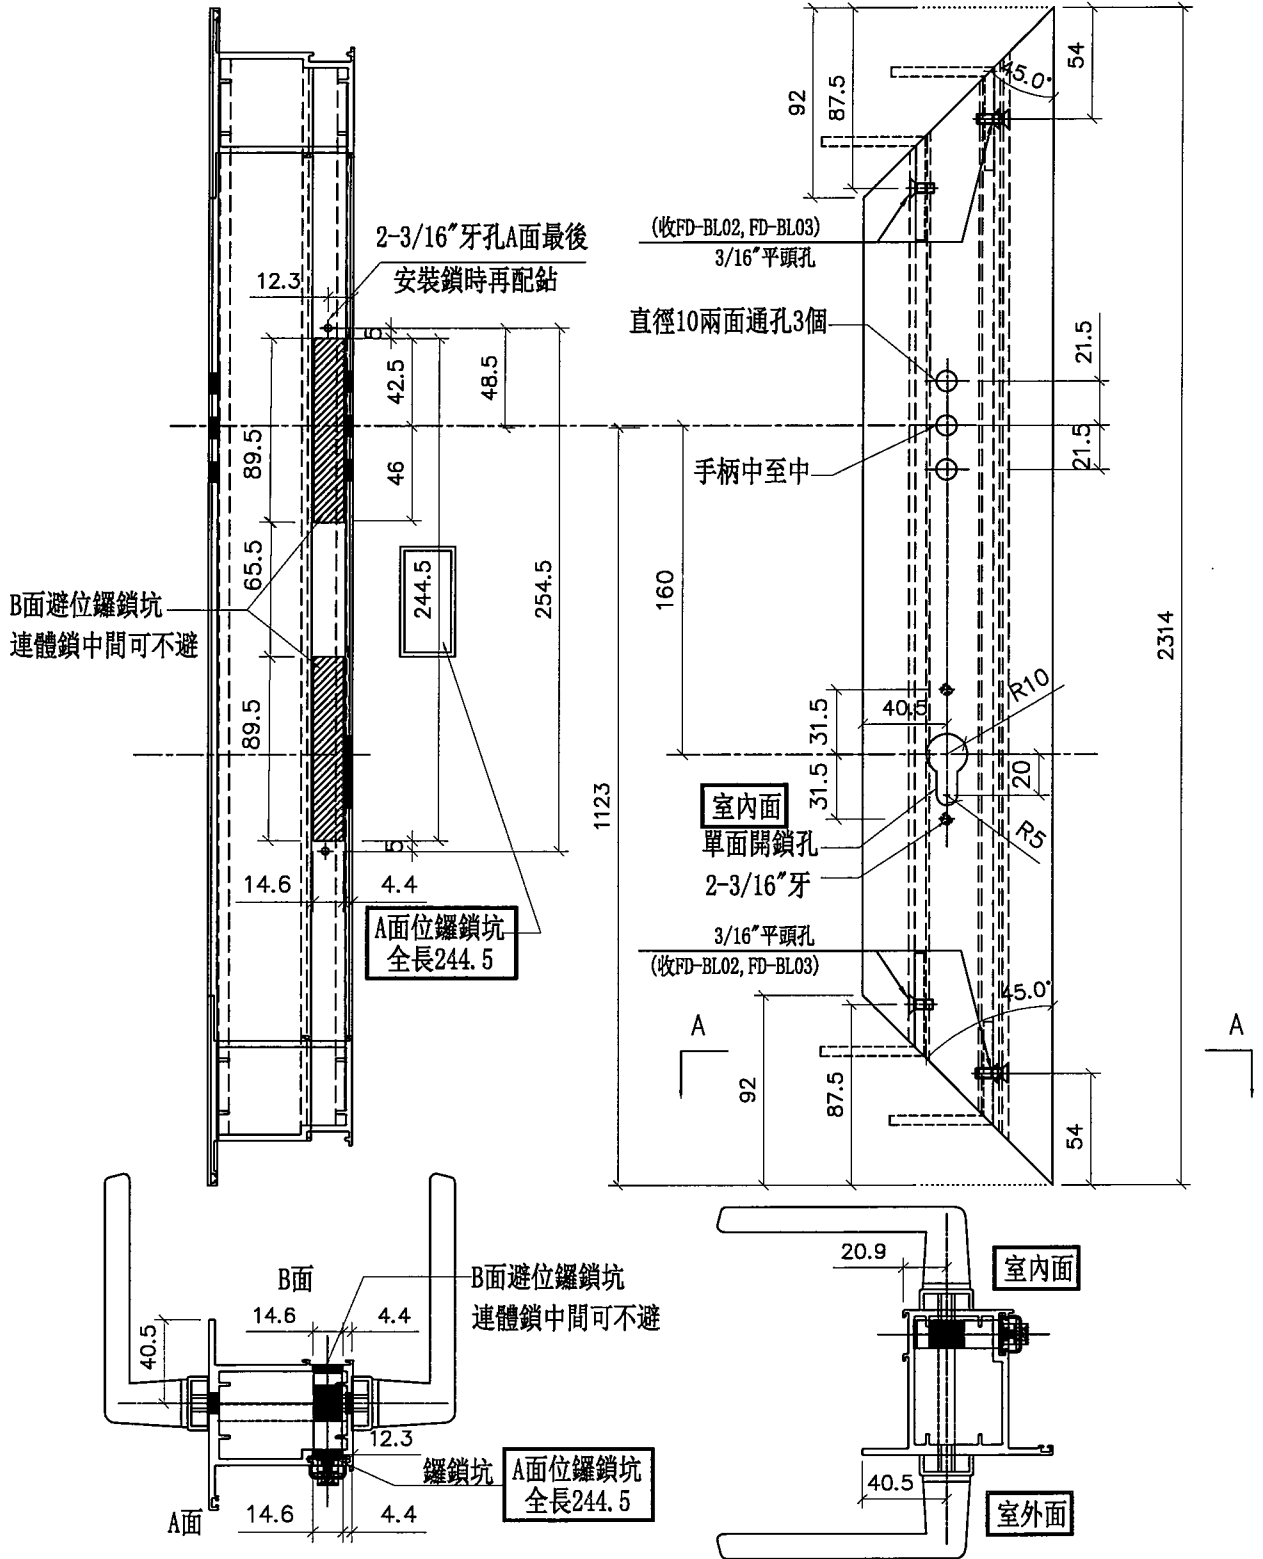 92
87.5
45.0°
54
2-3/16″牙孔A面最後
安裝鎖時再配鉆
12.3
(收FD-BL02, FD-BL03)
3/16″平頭孔
直徑10兩面通孔3個
5
42.5
48.5
21.5
89.5
46
手柄中至中
21.5
65.5
244.5
254.5
160
2314
B面避位鑼鎖坑
連體鎖中間可不避
89.5
40.5
31.5
R10
1123
31.5
20
室內面
單面開鎖孔
R5
5
2-3/16″牙
14.6
4.4
A面位鑼鎖坑
全長244.5
3/16″平頭孔
(收FD-BL02, FD-BL03)
45.0°
A
A
92
87.5
54
B面
B面避位鑼鎖坑
連體鎖中間可不避
14.6
4.4
40.5
12.3
鑼鎖坑
A面位鑼鎖坑
全長244.5
A面
14.6
4.4
20.9
室內面
40.5
室外面